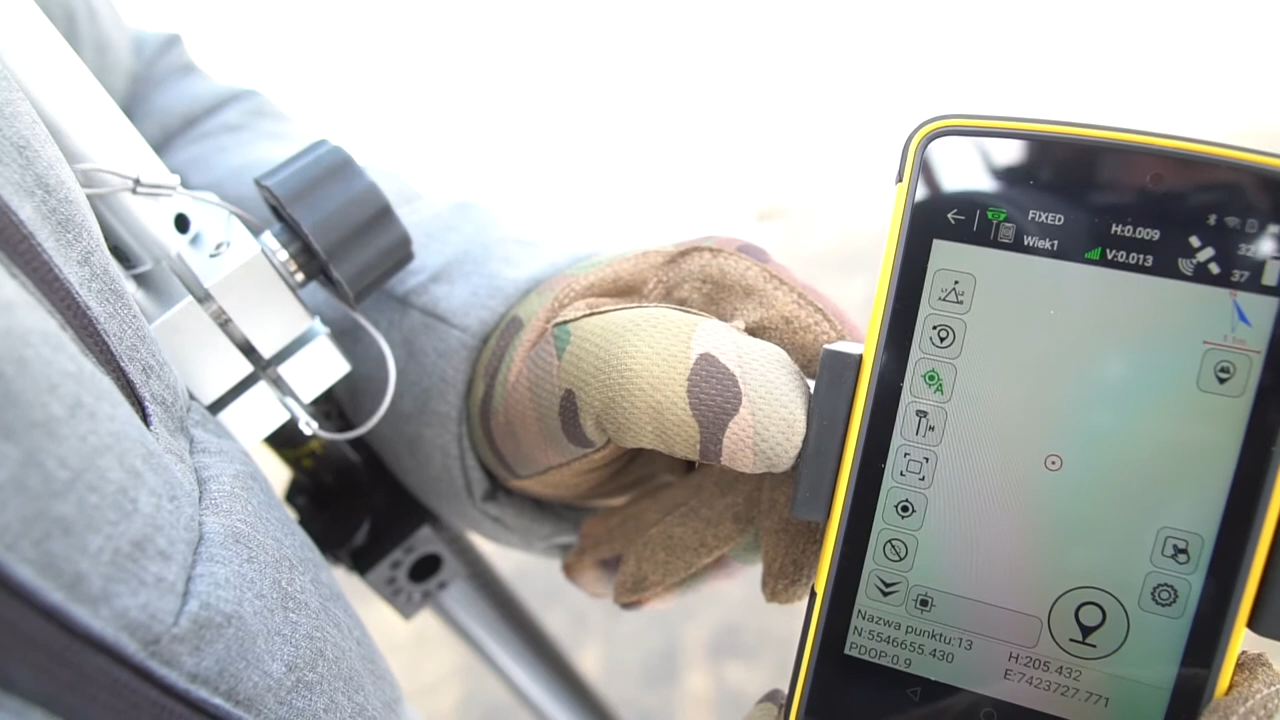 FIXED
Wiek1
H:0.009
V:0.013
37
Nazwa punktu:13
N:5546655.430
PDOP:0.9
H:205.432
E:7423727.771